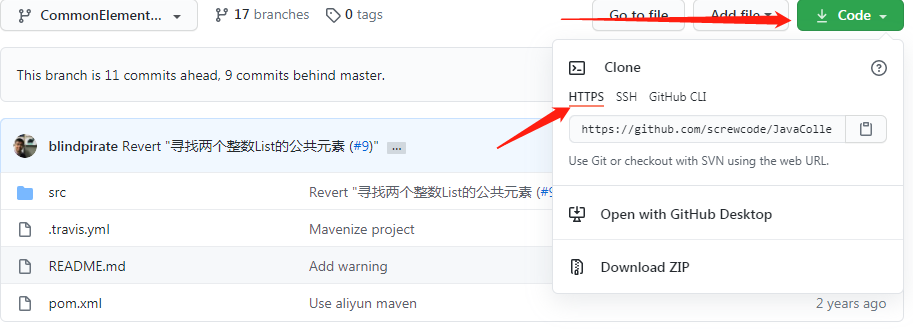 CommonElement... 17 branches 0 tags Go to file Add file Code
This branch is 11 commits ahead, 9 commits behind master.
Clone
HTTPS SSH GitHub CLI
https://github.com/screwcode/JavaColle
Use Git or checkout with SVN using the web URL.
Open with GitHub Desktop
Download ZIP
blindpirate Revert "寻找两个整数List的公共元素 (#9)" ...
src Revert "寻找两个整数List的公共元素 (#9
.travis.yml Mavenize project
README.md Add warning
pom.xml Use aliyun maven 2 years ago